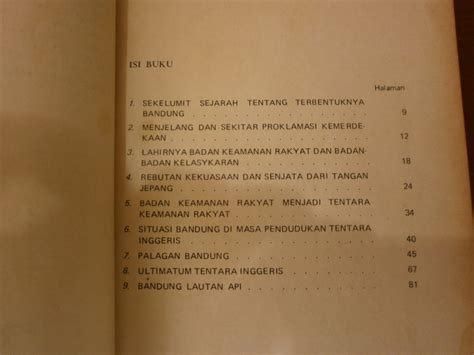 ISI BUKU
Halaman
1. SEKELUMIT SEJARAH TENTANG TERBENTUKNYA
BANDUNG . . . . . . . . . . . . . . . 9
2. MENJELANG DAN SEKITAR PROKLAMASI KEMERDE-
KAAN . . . . . . . . . . . . . . . 12
3. LAHIRNYA BADAN KEAMANAN RAKYAT DAN BADAN-
BADAN KELASYKARAN . . . . . . . . . . 18
4. REBUTAN KEKUASAAN DAN SENJATA DARI TANGAN
JEPANG . . . . . . . . . . . . . . . 24
5. BADAN KEAMANAN RAKYAT MENJADI TENTARA
KEAMANAN RAKYAT . . . . . . . . . . . 34
6. SITUASI BANDUNG DI MASA PENDUDUKAN TENTARA
INGGERIS . . . . . . . . . . . . . . . 40
7. PALAGAN BANDUNG . . . . . . . . . . . 45
8. ULTIMATUM TENTARA INGGERIS . . . . . . . 67
9. BANDUNG LAUTAN API . . . . . . . . . . 81